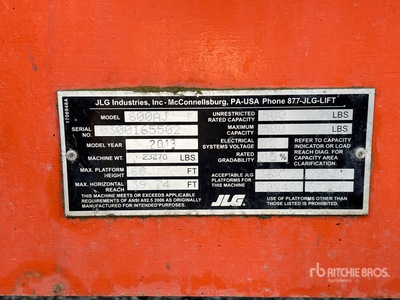 1706948A
JLG Industries, Inc - McConnellsburg, PA-USA Phone 877-JLG-LIFT
MODEL 600AJ
SERIAL NO. 0300165502
MODEL YEAR 2013
MACHINE WT. 23270 LBS
MAX. PLATFORM HEIGHT FT
MAX. HORIZONTAL REACH FT
THIS MACHINE MEETS OR EXCEEDS APPLICABLE
REQUIREMENTS OF ANSI A92.5 2006 AS ORIGINALLY
MANUFACTURED FOR INTENDED PURPOSES.
UNRESTRICTED RATED CAPACITY LBS
MAXIMUM CAPACITY LBS
ELECTRICAL SYSTEMS VOLTAGE
RATED GRADABILITY %
REFER TO CAPACITY
INDICATOR OR LOAD
REACH DIAG. FOR
CAPACITY AREA
CLARIFICATION.
ACCEPTABLE JLG
PLATFORMS FOR
THIS MACHINE
JLG
USE OF PLATFORMS OTHER THAN
THOSE LISTED IS PROHIBITED.
rb RITCHIE BROS.